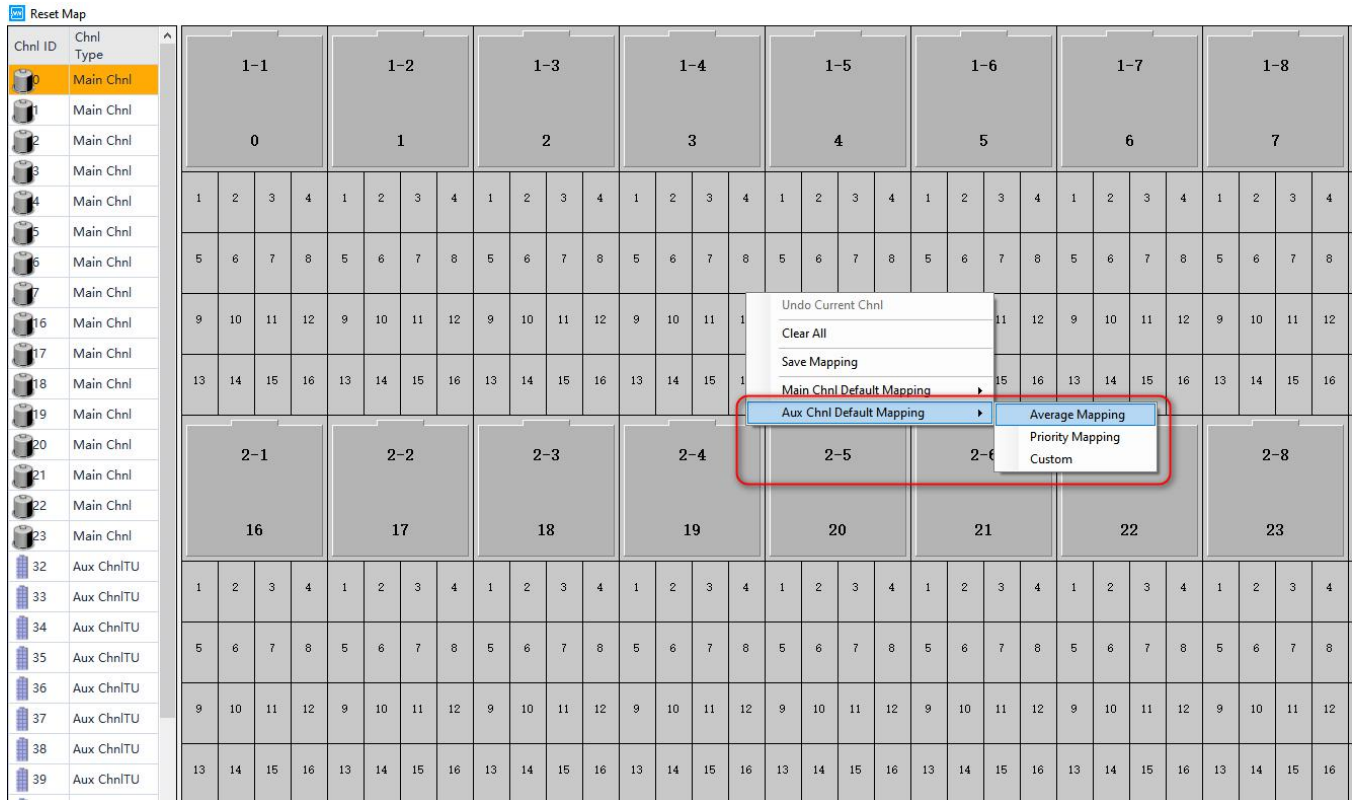 Reset Map
Chnl ID Chnl Type
0 Main Chnl
1 Main Chnl
2 Main Chnl
3 Main Chnl
4 Main Chnl
5 Main Chnl
6 Main Chnl
7 Main Chnl
16 Main Chnl
17 Main Chnl
18 Main Chnl
19 Main Chnl
20 Main Chnl
21 Main Chnl
22 Main Chnl
23 Main Chnl
32 Aux ChnlTU
33 Aux ChnlTU
34 Aux ChnlTU
35 Aux ChnlTU
36 Aux ChnlTU
37 Aux ChnlTU
38 Aux ChnlTU
39 Aux ChnlTU
1-1 1-2 1-3 1-4 1-5 1-6 1-7 1-8
0 1 2 3 4 5 6 7
1 2 3 4 1 2 3 4 1 2 3 4 1 2 3 4 1 2 3 4 1 2 3 4 1 2 3 4 1 2 3 4
5 6 7 8 5 6 7 8 5 6 7 8 5 6 7 8 5 6 7 8 5 6 7 8 5 6 7 8 5 6 7 8
9 10 11 12 9 10 11 12 9 10 11 12 9 10 11 1 11 12 9 10 11 12 9 10 11 12
13 14 15 16 13 14 15 16 13 14 15 16 13 14 15 1 15 16 13 14 15 16 13 14 15 16
Undo Current Chnl
Clear All
Save Mapping
Main Chnl Default Mapping
Aux Chnl Default Mapping
Average Mapping
Priority Mapping
Custom
2-1 2-2 2-3 2-4 2-5 2-6 2-8
16 17 18 19 20 21 22 23
1 2 3 4 1 2 3 4 1 2 3 4 1 2 3 4 1 2 3 4 1 2 3 4 1 2 3 4 1 2 3 4
5 6 7 8 5 6 7 8 5 6 7 8 5 6 7 8 5 6 7 8 5 6 7 8 5 6 7 8 5 6 7 8
9 10 11 12 9 10 11 12 9 10 11 12 9 10 11 12 9 10 11 12 9 10 11 12 9 10 11 12 9 10 11 12
13 14 15 16 13 14 15 16 13 14 15 16 13 14 15 16 13 14 15 16 13 14 15 16 13 14 15 16 13 14 15 16